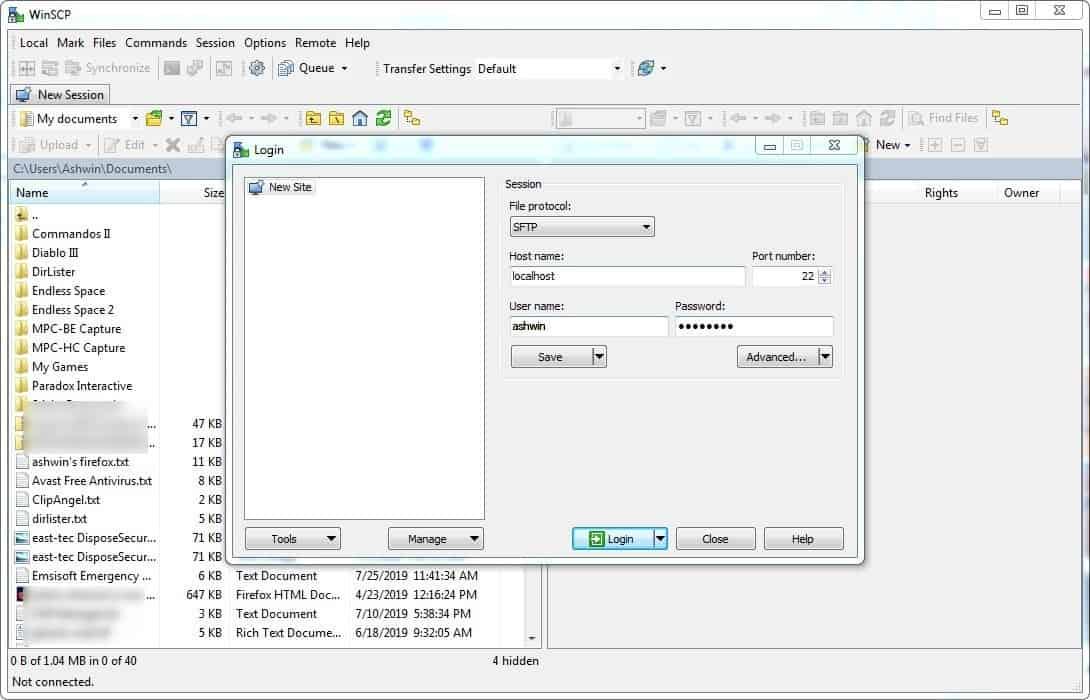 WinSCP
Local Mark Files Commands Session Options Remote Help
Synchronize Queue Transfer Settings Default
New Session
My documents Find Files
Upload Edit New
C:\Users\Ashwin\Documents\
Name Size Rights Owner
..
Commandos II
Diablo III
DirLister
Endless Space
Endless Space 2
MPC-BE Capture
MPC-HC Capture
My Games
Paradox Interactive
... 47 KB
.. 17 KB
ashwin's firefox.txt 11 KB
Avast Free Antivirus.txt 8 KB
ClipAngel.txt 2 KB
dirlister.txt 5 KB
east-tec DisposeSecur... 71 KB
east-tec DisposeSecur... 71 KB
Emsisoft Emergency ... 6 KB Text Document 7/25/2019 11:41:34 AM
... 647 KB Firefox HTML Doc... 4/23/2019 12:16:24 PM
3 KB Text Document 7/10/2019 5:38:34 PM
5 KB Rich Text Docume... 6/18/2019 9:32:05 AM
0 B of 1.04 MB in 0 of 40 4 hidden
Not connected.
Login
New Site
Session
File protocol:
SFTP
Host name: Port number:
localhost 22
User name: Password:
ashwin ●●●●●●●●
Save Advanced...
Tools Manage Login Close Help